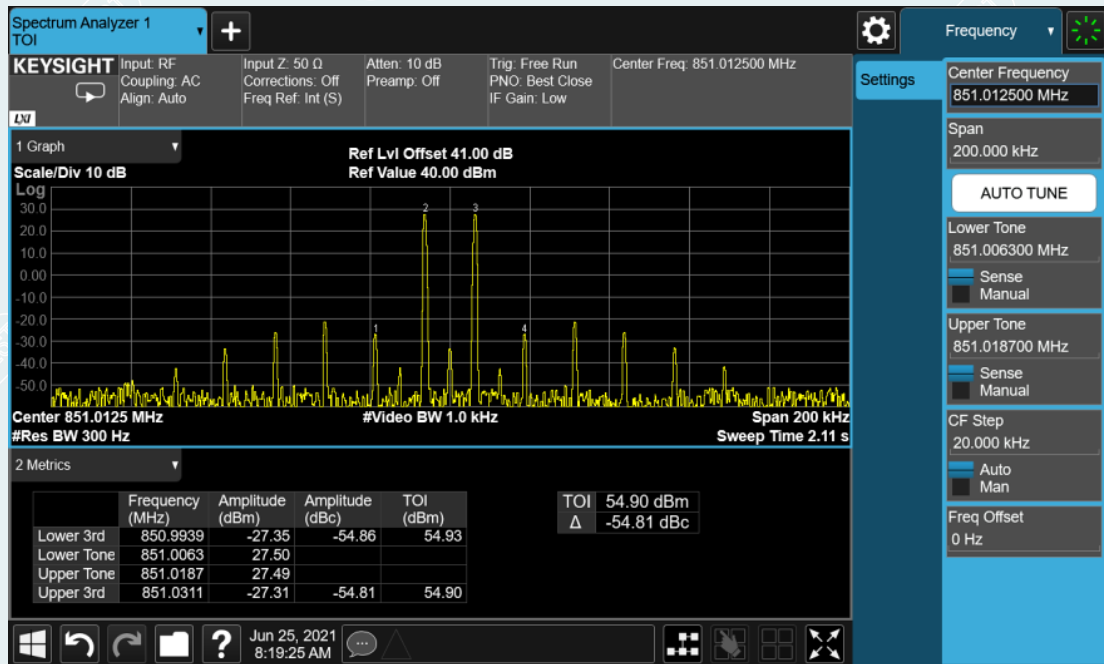 Spectrum Analyzer 1
TOI
+
Frequency
KEYSIGHT
LXI
Input: RF
Coupling: AC
Align: Auto
Input Z: 50 Ω
Corrections: Off
Freq Ref: Int (S)
Atten: 10 dB
Preamp: Off
Trig: Free Run
PNO: Best Close
IF Gain: Low
Center Freq: 851.012500 MHz
1 Graph
Scale/Div 10 dB
Ref Lvl Offset 41.00 dB
Ref Value 40.00 dBm
Log
30.0
20.0
10.0
0.00
-10.0
-20.0
-30.0
-40.0
-50.0
1
2
3
4
Center 851.0125 MHz
#Video BW 1.0 kHz
Span 200 kHz
#Res BW 300 Hz
Sweep Time 2.11 s
2 Metrics
Frequency (MHz) Amplitude (dBm) Amplitude (dBc) TOI (dBm)
Lower 3rd 850.9939 -27.35 -54.86 54.93
Lower Tone 851.0063 27.50
Upper Tone 851.0187 27.49
Upper 3rd 851.0311 -27.31 -54.81 54.90
TOI 54.90 dBm
Δ -54.81 dBc
Settings
Center Frequency
851.012500 MHz
Span
200.000 kHz
AUTO TUNE
Lower Tone
851.006300 MHz
Sense
Manual
Upper Tone
851.018700 MHz
Sense
Manual
CF Step
20.000 kHz
Auto
Man
Freq Offset
0 Hz
?
Jun 25, 2021
8:19:25 AM